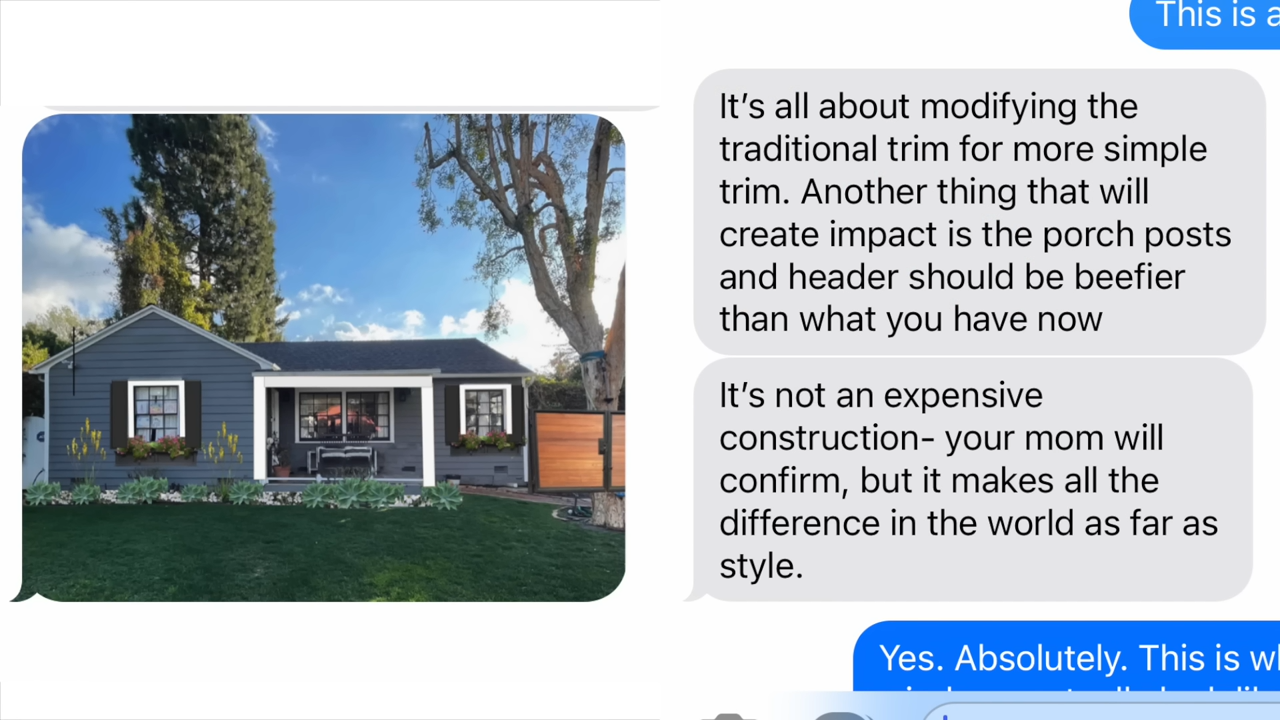 This is a
It’s all about modifying the
traditional trim for more simple
trim. Another thing that will
create impact is the porch posts
and header should be beefier
than what you have now
It’s not an expensive
construction- your mom will
confirm, but it makes all the
difference in the world as far as
style.
Yes. Absolutely. This is